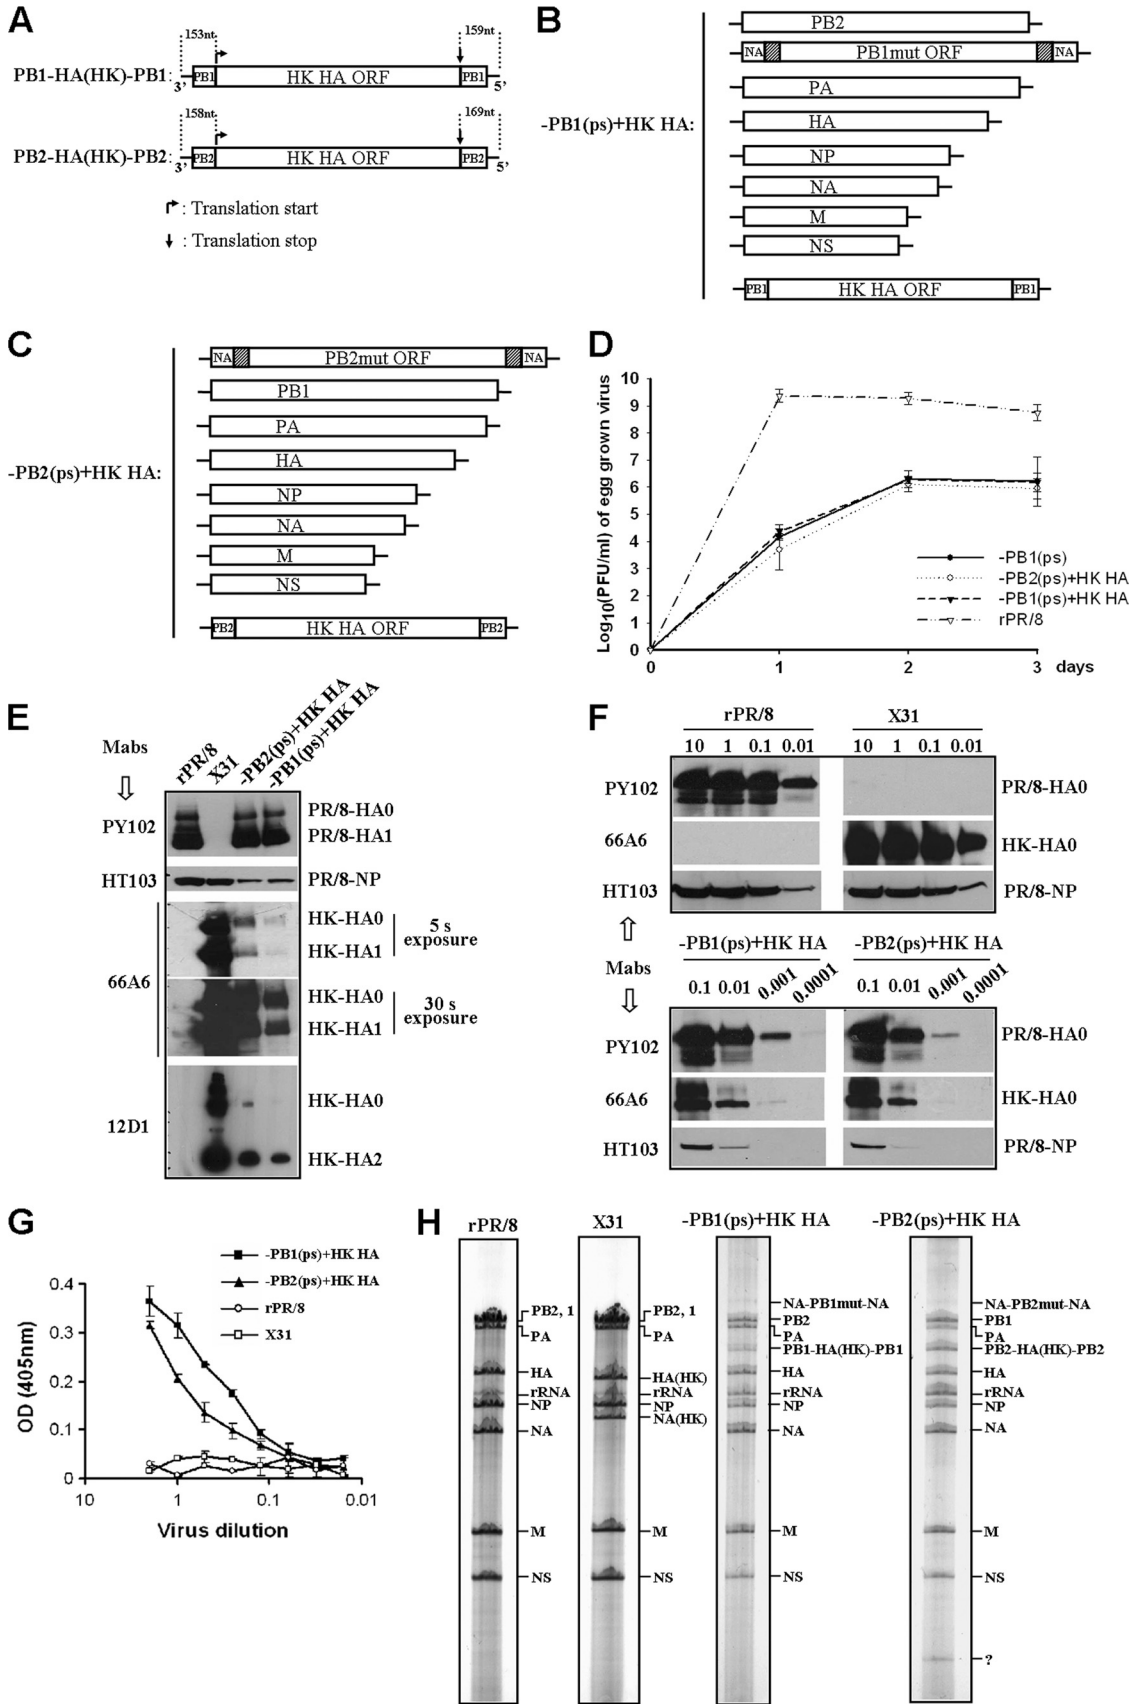 A
153nt
159nt
PB1-HA(HK)-PB1:
3'
PB1
HK HA ORF
PB1
5'
158nt
169nt
PB2-HA(HK)-PB2:
3'
PB2
HK HA ORF
PB2
5'
: Translation start
: Translation stop
B
-PB1(ps)+HK HA:
PB2
NA
PB1mut ORF
NA
PA
HA
NP
NA
M
NS
PB1
HK HA ORF
PB1
C
-PB2(ps)+HK HA:
NA
PB2mut ORF
NA
PB1
PA
HA
NP
NA
M
NS
PB2
HK HA ORF
PB2
D
Log10(PFU/ml) of egg grown virus
10
9
8
7
6
5
4
3
2
1
0
0
1
2
3
days
-PB1(ps)
-PB2(ps)+HK HA
-PB1(ps)+HK HA
rPR/8
E
Mabs
rPR/8
X31
-PB2(ps)+HK HA
-PB1(ps)+HK HA
PY102
PR/8-HA0
PR/8-HA1
HT103
PR/8-NP
66A6
HK-HA0
HK-HA1
5 s
exposure
HK-HA0
HK-HA1
30 s
exposure
12D1
HK-HA0
HK-HA2
F
rPR/8
X31
10 1 0.1 0.01
10 1 0.1 0.01
PY102
PR/8-HA0
66A6
HK-HA0
HT103
PR/8-NP
Mabs
-PB1(ps)+HK HA
-PB2(ps)+HK HA
0.1 0.01 0.001 0.0001
0.1 0.01 0.001 0.0001
PY102
PR/8-HA0
66A6
HK-HA0
HT103
PR/8-NP
G
-PB1(ps)+HK HA
-PB2(ps)+HK HA
rPR/8
X31
OD (405nm)
0.4
0.3
0.2
0.1
0
10
1
0.1
0.01
Virus dilution
H
rPR/8
PB2, 1
PA
HA
rRNA
NP
NA
M
NS
X31
PB2, 1
PA
HA(HK)
rRNA
NP
NA(HK)
M
NS
-PB1(ps)+HK HA
NA-PB1mut-NA
PB2
PA
PB1-HA(HK)-PB1
HA
rRNA
NP
NA
M
NS
-PB2(ps)+HK HA
NA-PB2mut-NA
PB1
PA
PB2-HA(HK)-PB2
HA
rRNA
NP
NA
M
NS
?